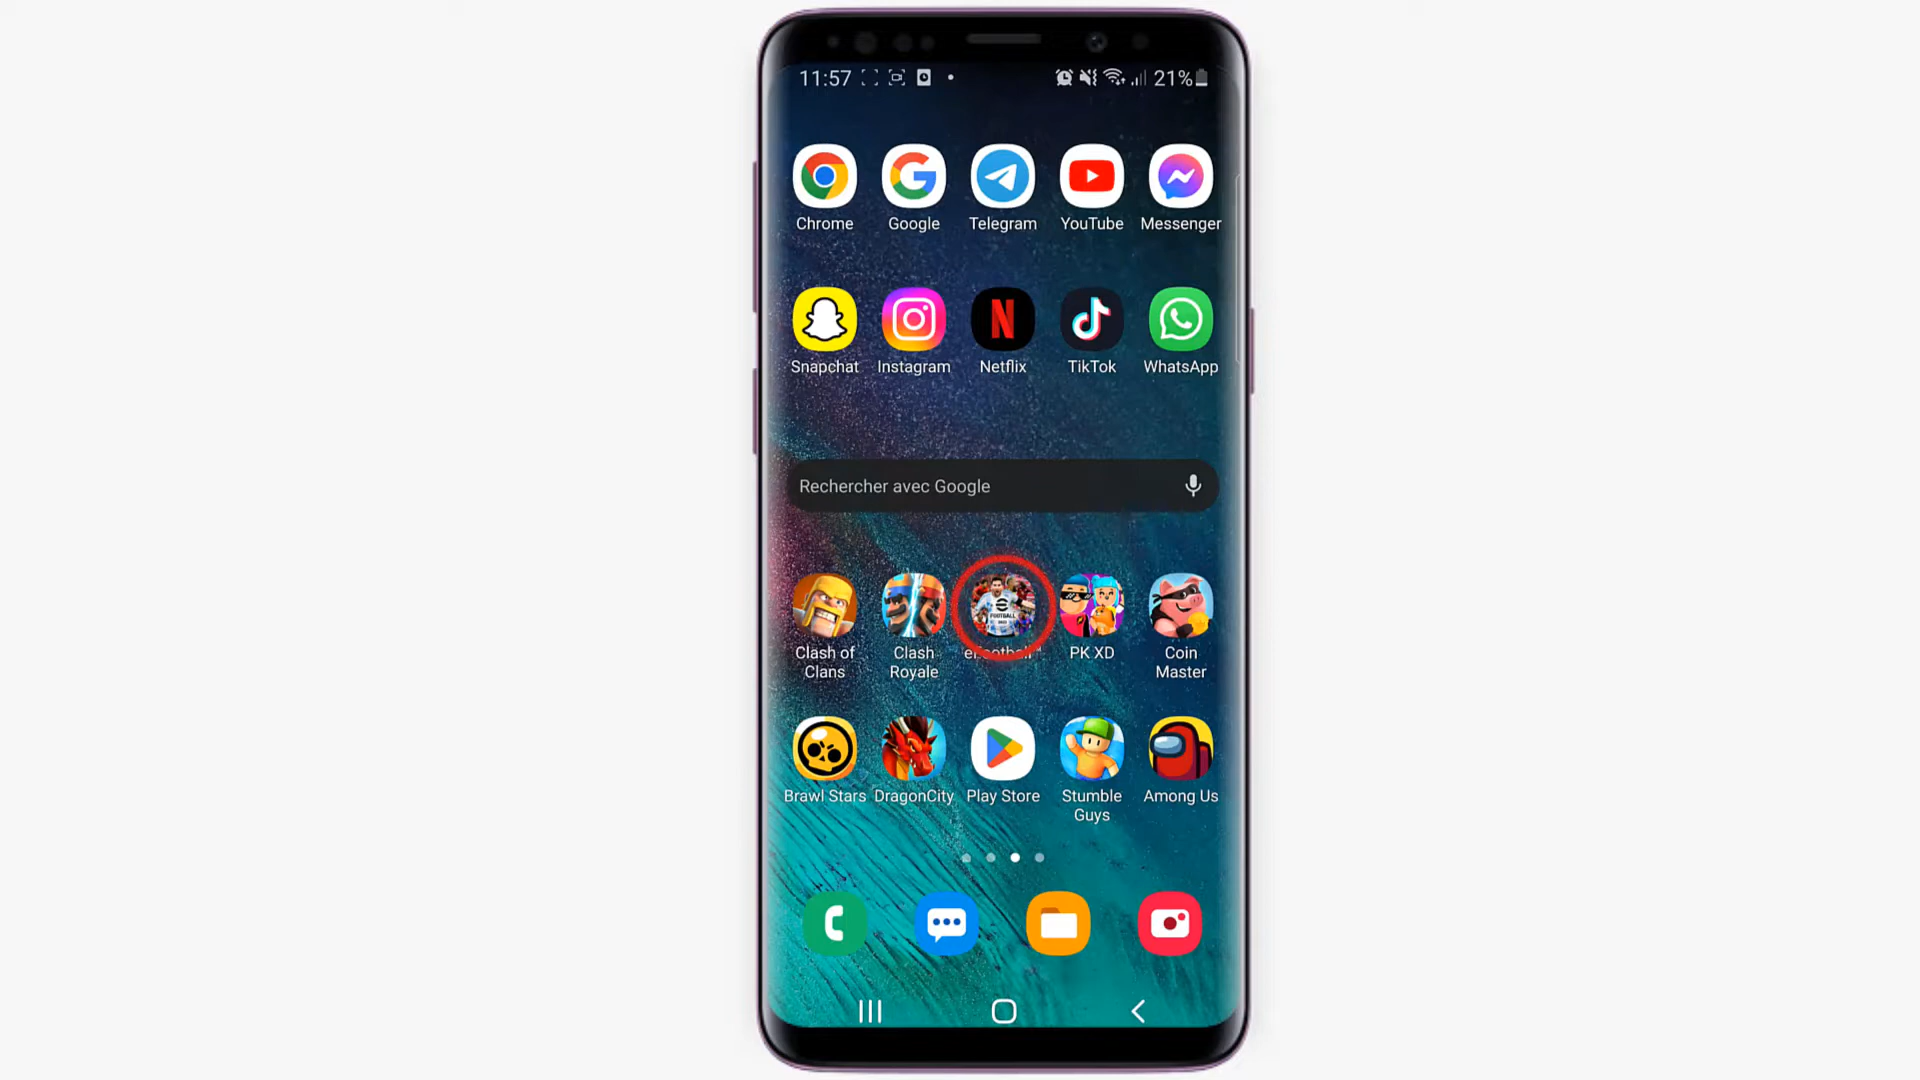 11:57
21%
Chrome Google Telegram YouTube Messenger
Snapchat Instagram Netflix TikTok WhatsApp
Rechercher avec Google
FOOTBALL
Clash of Clash PK XD Coin
Clans Royale Master
Brawl Stars DragonCity Play Store Stumble Among Us
Guys